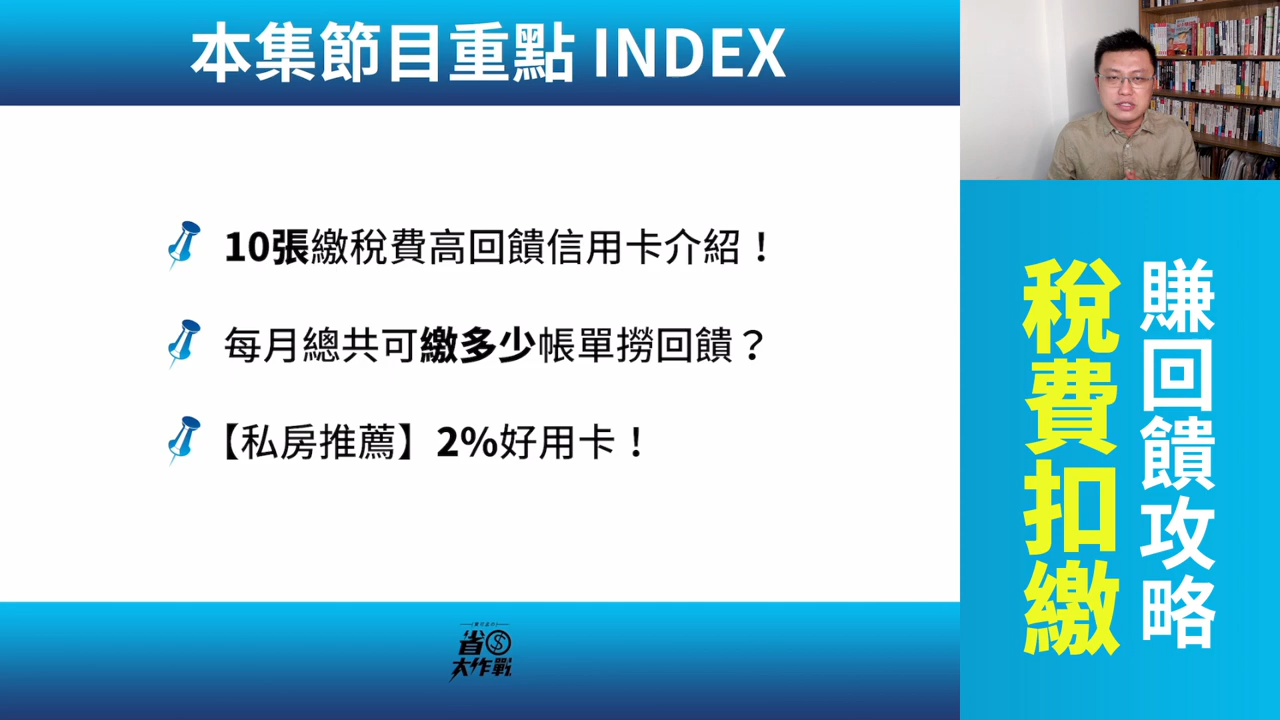 本集節目重點 INDEX
10張繳稅費高回饋信用卡介紹！
每月總共可繳多少帳單撈回饋？
【私房推薦】2%好用卡！
省
大作戰
賺回饋攻略
稅費扣繳